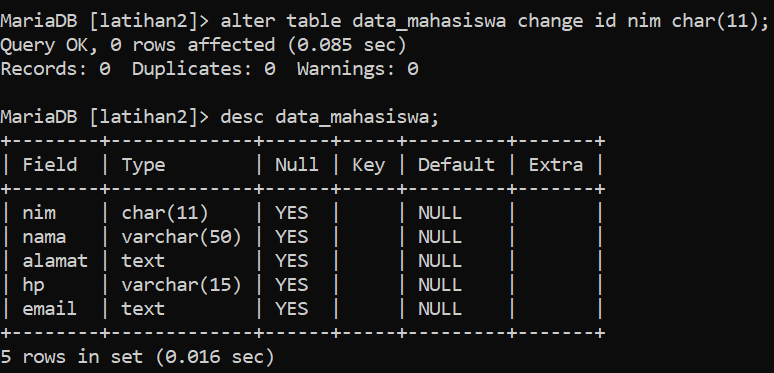 MariaDB [latihan2]> alter table data_mahasiswa change id nim char(11);
Query OK, 0 rows affected (0.085 sec)
Records: 0  Duplicates: 0  Warnings: 0

MariaDB [latihan2]> desc data_mahasiswa;
+--------+-------------+------+-----+---------+-------+
| Field  | Type        | Null | Key | Default | Extra |
+--------+-------------+------+-----+---------+-------+
| nim    | char(11)    | YES  |     | NULL    |       |
| nama   | varchar(50) | YES  |     | NULL    |       |
| alamat | text        | YES  |     | NULL    |       |
| hp     | varchar(15) | YES  |     | NULL    |       |
| email  | text        | YES  |     | NULL    |       |
+--------+-------------+------+-----+---------+-------+
5 rows in set (0.016 sec)